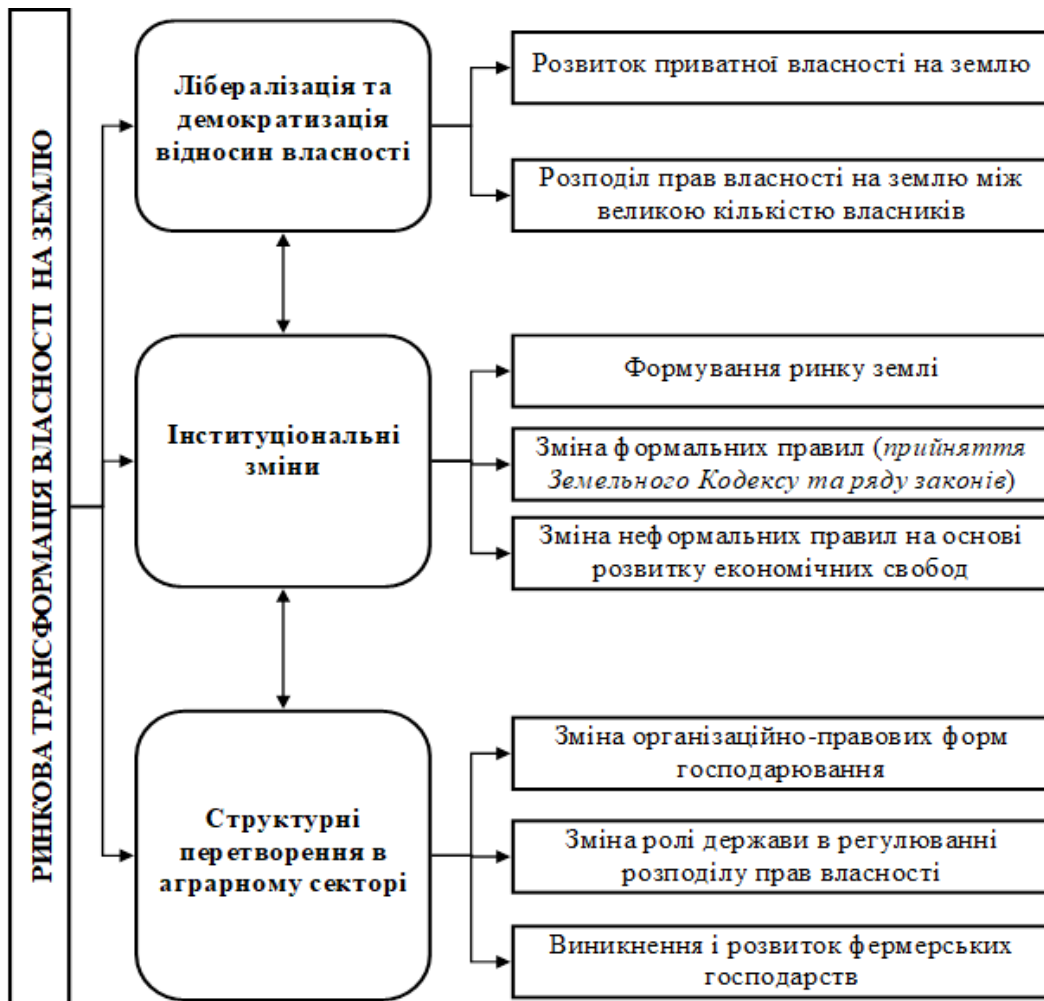 РИНКОВА ТРАНСФОРМАЦІЯ ВЛАСНОСТІ НА ЗЕМЛЮ
Лібералізація та
демократизація
відносин власності
Розвиток приватної власності на землю
Розподіл прав власності на землю між
великою кількістю власників
Інституціональні
зміни
Формування ринку землі
Зміна формальних правил (прийняття
Земельного Кодексу та ряду законів)
Зміна неформальних правил на основі
розвитку економічних свобод
Структурні
перетворення в
аграрному секторі
Зміна організаційно-правових форм
господарювання
Зміна ролі держави в регулюванні
розподілу прав власності
Виникнення і розвиток фермерських
господарств